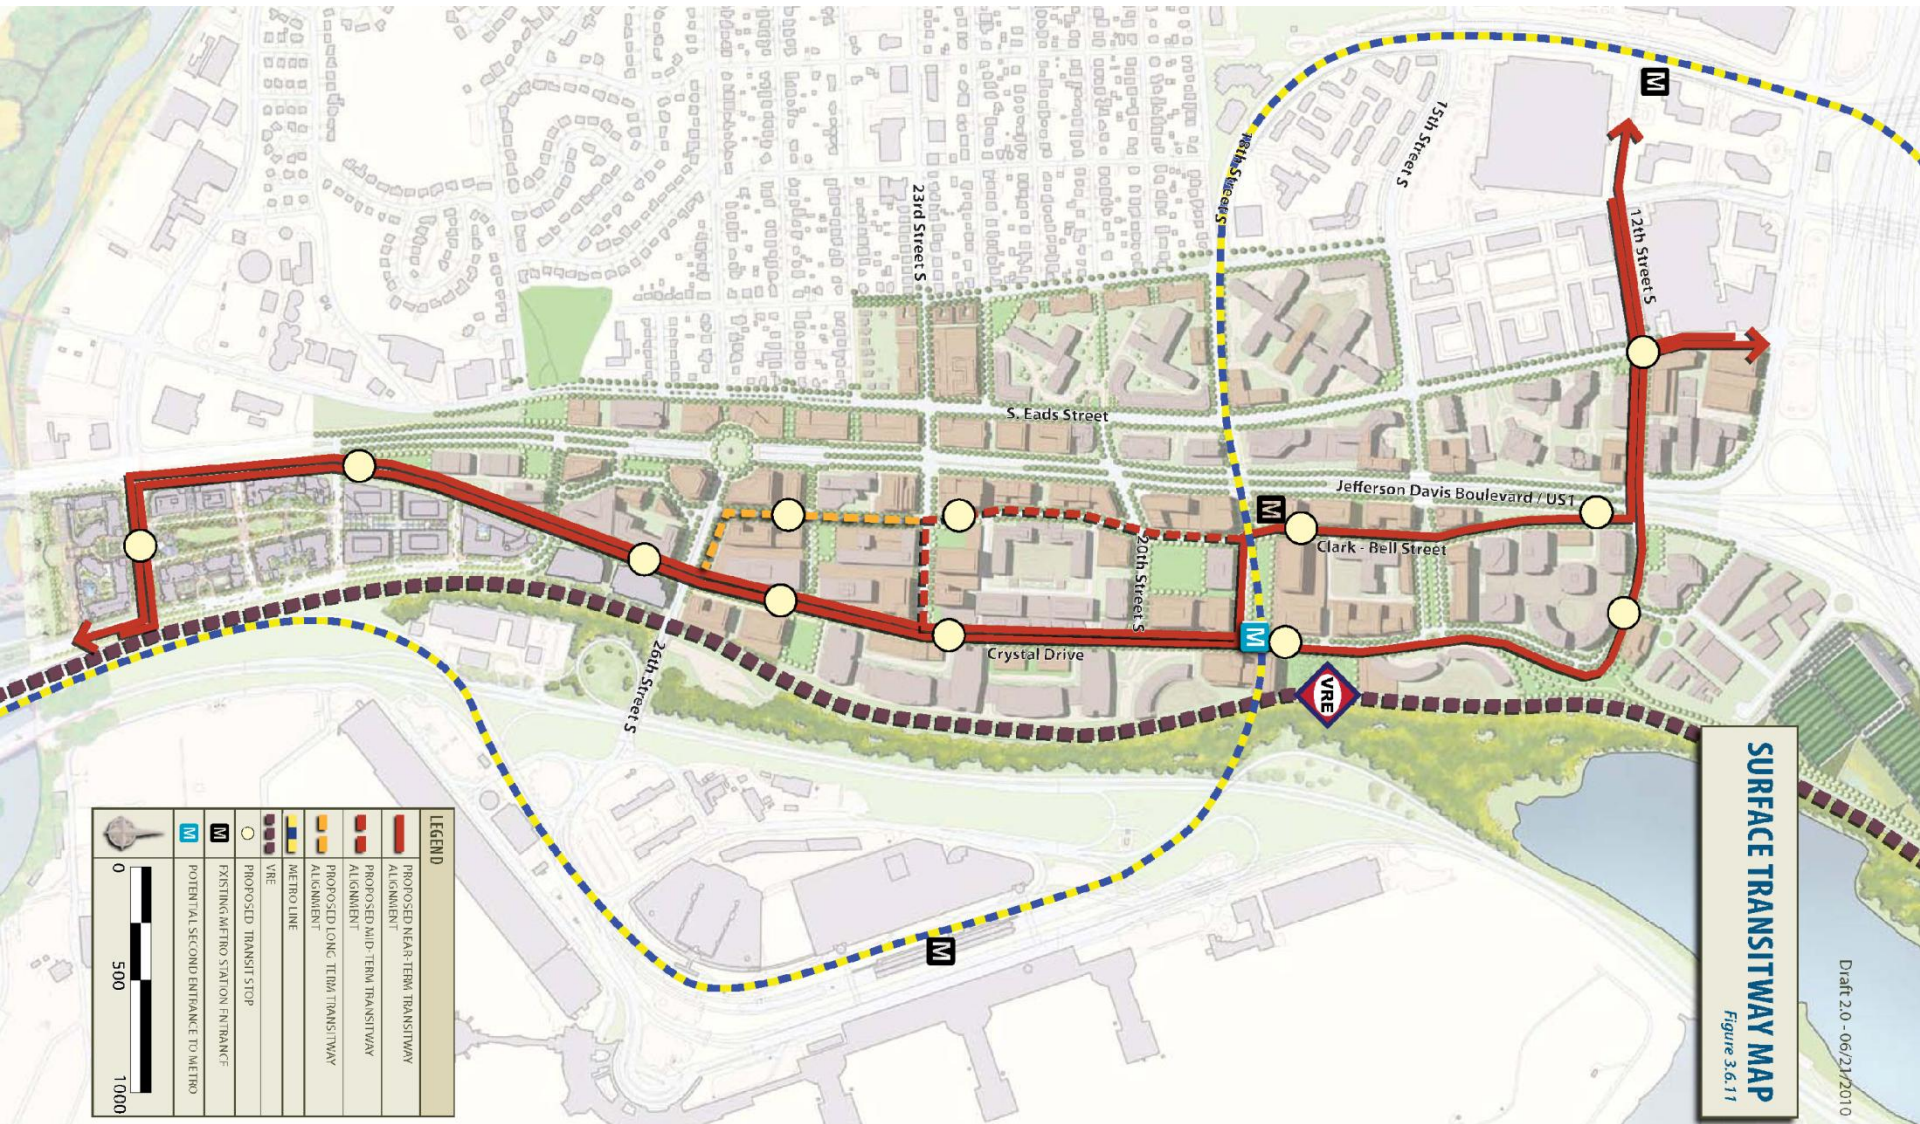 SURFACE TRANSITWAY MAP
Figure 3.6.11
Draft 2.0 - 06/21/2010
12th Street S
15th Street S
18th Street S
23rd Street S
S. Eads Street
Jefferson Davis Boulevard / US1
Clark - Bell Street
20th Street S
Crystal Drive
26th Street S
M
M
M
M
VRE
LEGEND
PROPOSED NEAR-TERM TRANSITWAY
ALIGNMENT
PROPOSED MID-TERM TRANSITWAY
ALIGNMENT
PROPOSED LONG TERM TRANSITWAY
ALIGNMENT
METRO LINE
VRE
PROPOSED TRANSIT STOP
M EXISTING METRO STATION ENTRANCE
M POTENTIAL SECOND ENTRANCE TO METRO
0 500 1000